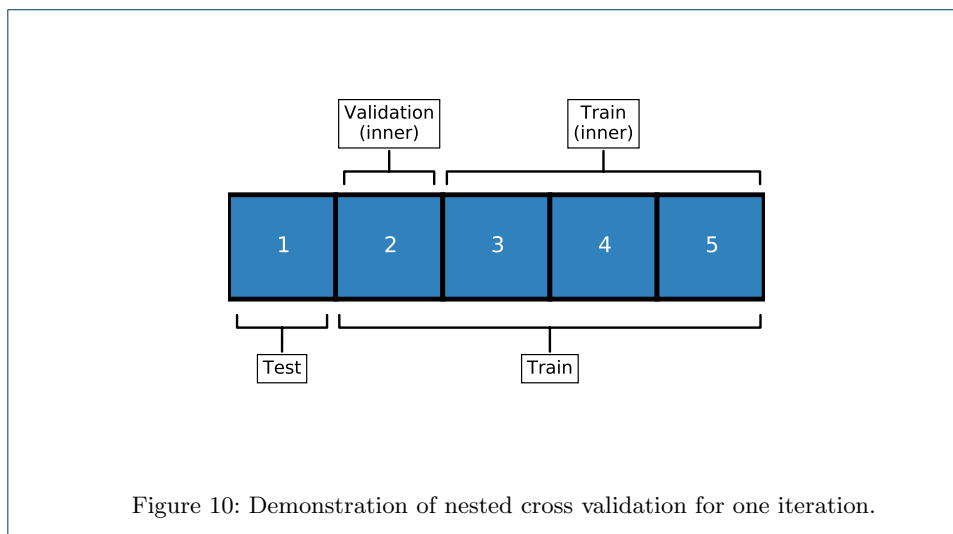 Validation
(inner)
Train
(inner)
1 2 3 4 5
Test
Train
Figure 10: Demonstration of nested cross validation for one iteration.